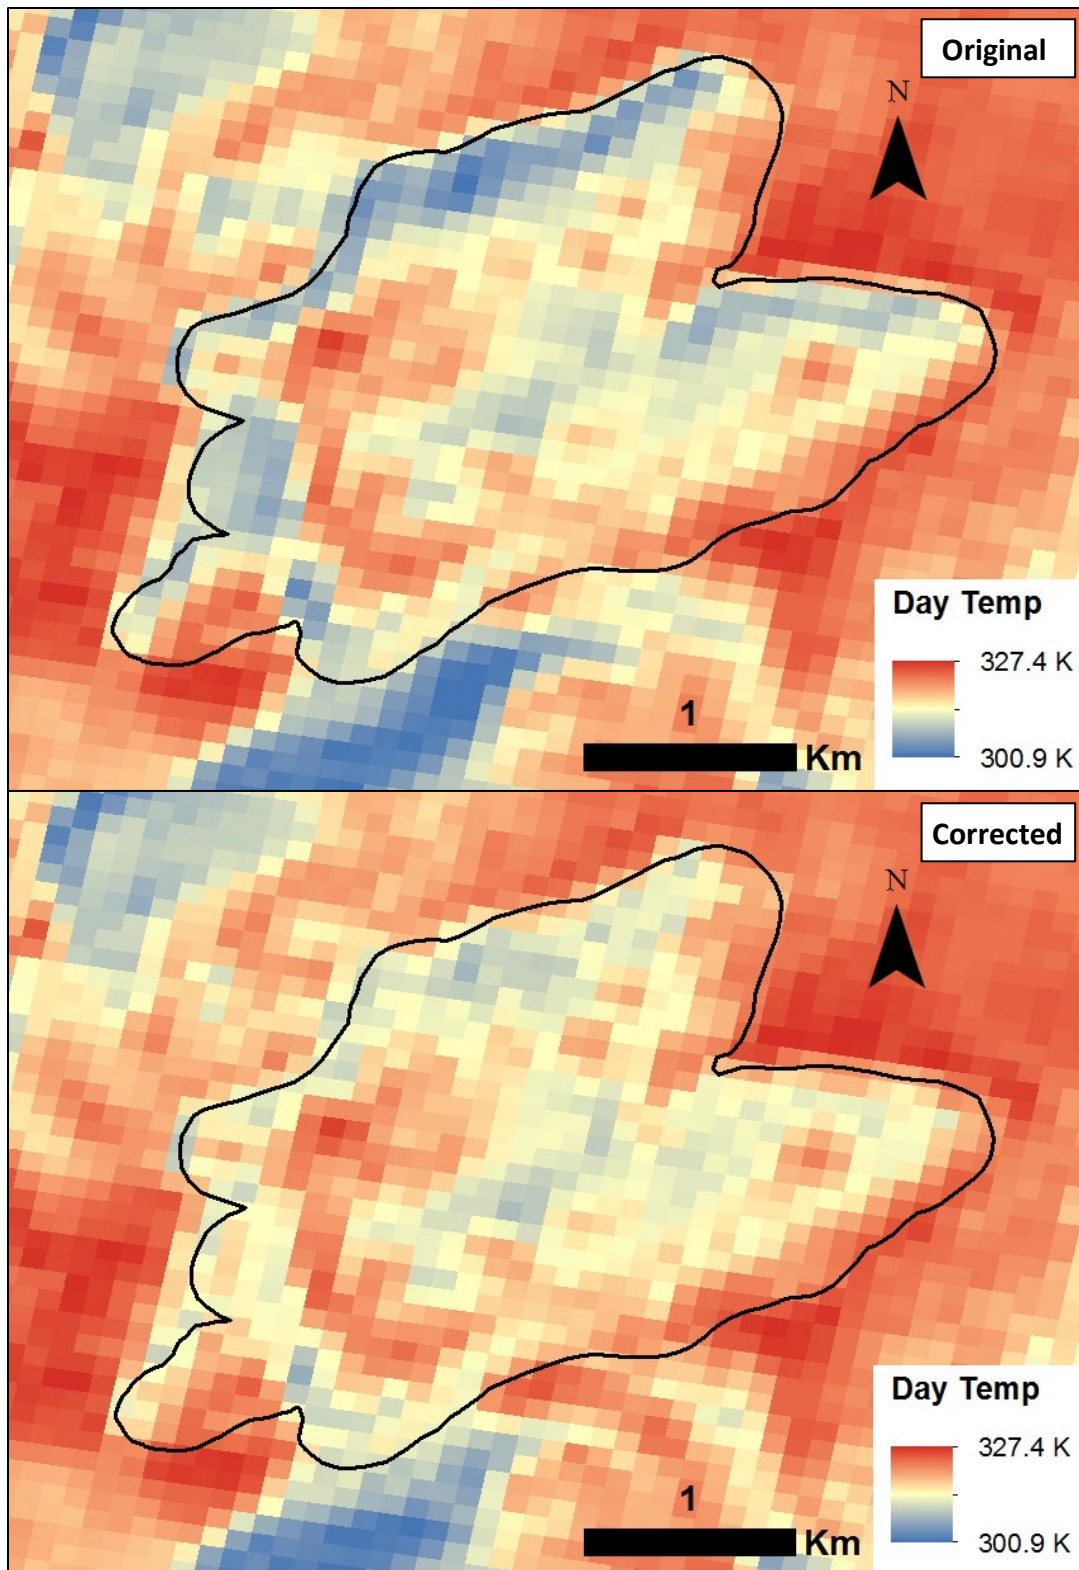 Original
N
Day Temp
327.4 K
300.9 K
1
Km
Corrected
N
Day Temp
327.4 K
300.9 K
1
Km